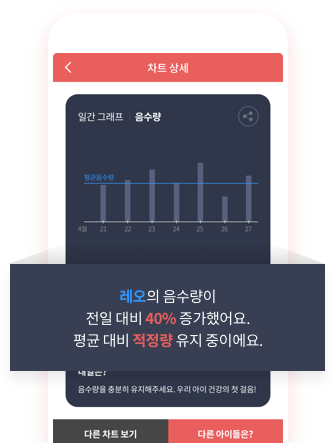 차트 상세
일간 그래프 음수량
평균음수량
4월 21 22 23 24 25 26 27
레오의 음수량이
전일 대비 40% 증가했어요.
평균 대비 적정량 유지 중이에요.
음수량을 충분히 유지해주세요. 우리 아이 건강의 첫 걸음!
다른 차트 보기 다른 아이들은?